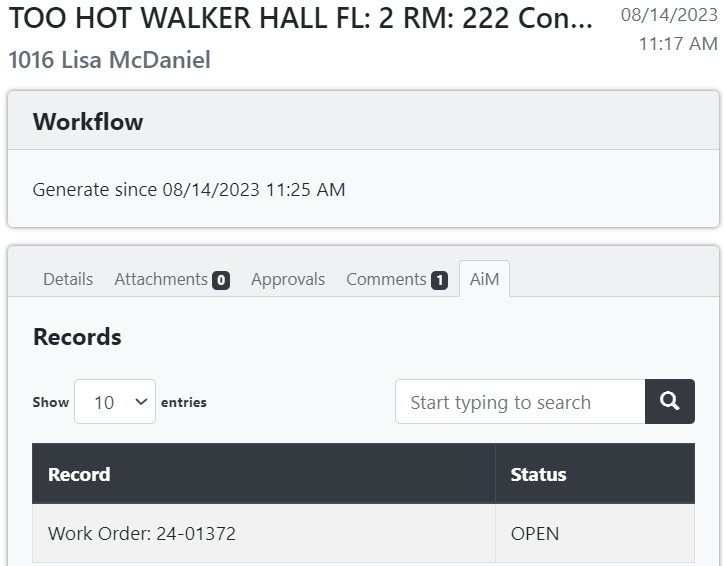 TOO HOT WALKER HALL FL: 2 RM: 222 Con...
08/14/2023
11:17 AM
1016 Lisa McDaniel
Workflow
Generate since 08/14/2023 11:25 AM
Details Attachments 0 Approvals Comments 1 AiM
Records
Show 10 entries Start typing to search
Record Status
Work Order: 24-01372 OPEN